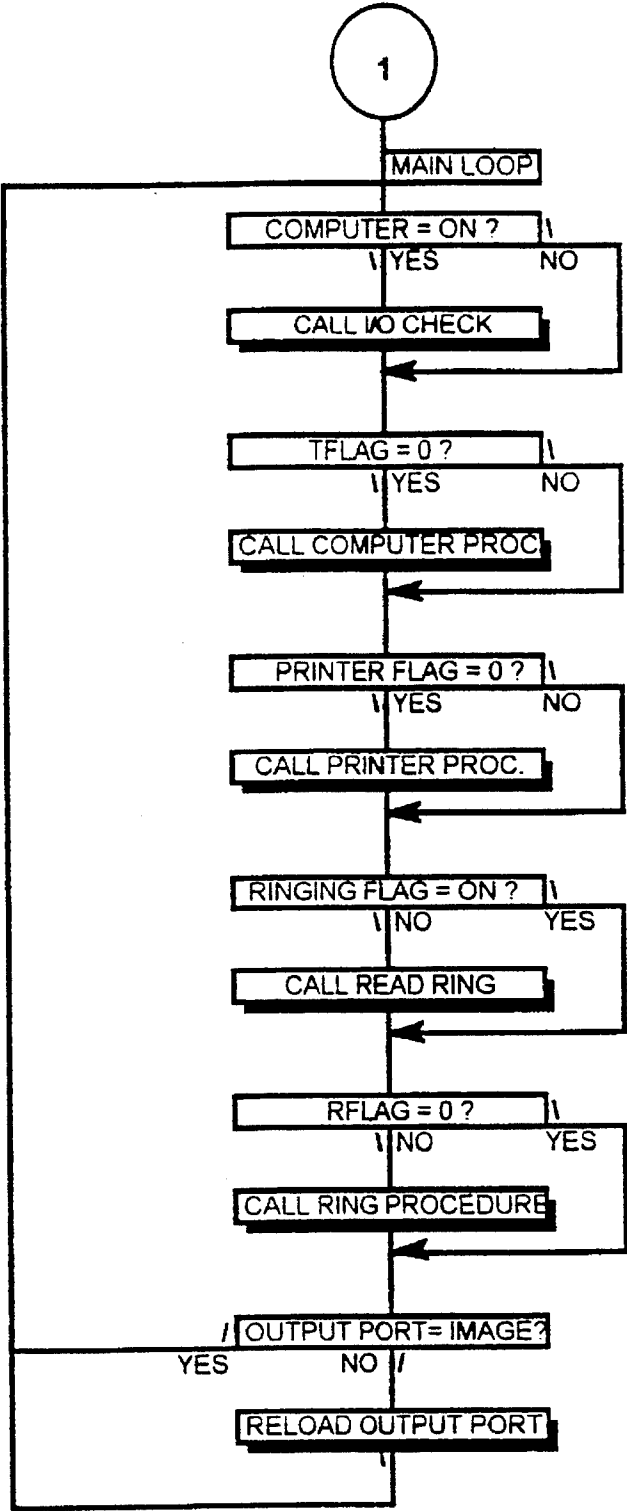 1
MAIN LOOP
COMPUTER = ON ?
YES NO
CALL I/O CHECK
TFLAG = 0 ?
YES NO
CALL COMPUTER PROC
PRINTER FLAG = 0 ?
YES NO
CALL PRINTER PROC.
RINGING FLAG = ON ?
NO YES
CALL READ RING
RFLAG = 0 ?
NO YES
CALL RING PROCEDURE
OUTPUT PORT= IMAGE?
YES NO
RELOAD OUTPUT PORT